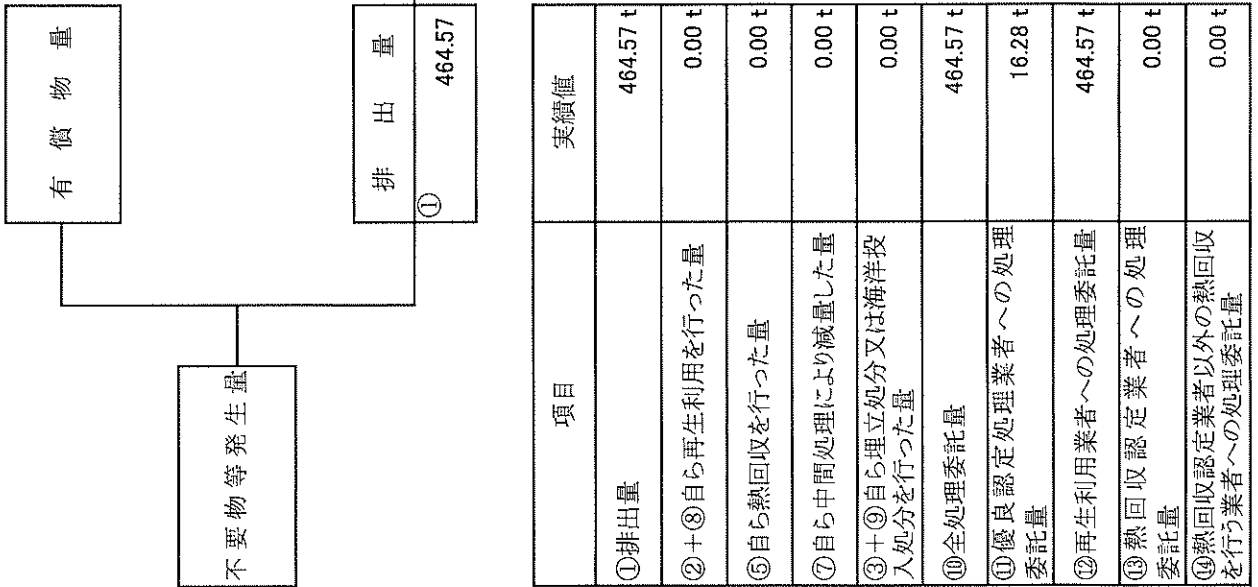 有償物量
不要物等発生量
排出量
① 464.57
項目 実績値
①排出量 464.57 t
②+⑧自ら再生利用を行った量 0.00 t
⑤自ら熱回収を行った量 0.00 t
⑦自ら中間処理により減量した量 0.00 t
③+⑨自ら埋立処分又は海洋投
入処分を行った量 0.00 t
⑩全処理委託量 464.57 t
⑪優良認定処理業者への処理
委託量 16.28 t
⑫再生利用業者への処理委託量 464.57 t
⑬熱回収認定業者への処理
委託量 0.00 t
⑭熱回収認定業者以外の熱回収
を行う業者への処理委託量 0.00 t